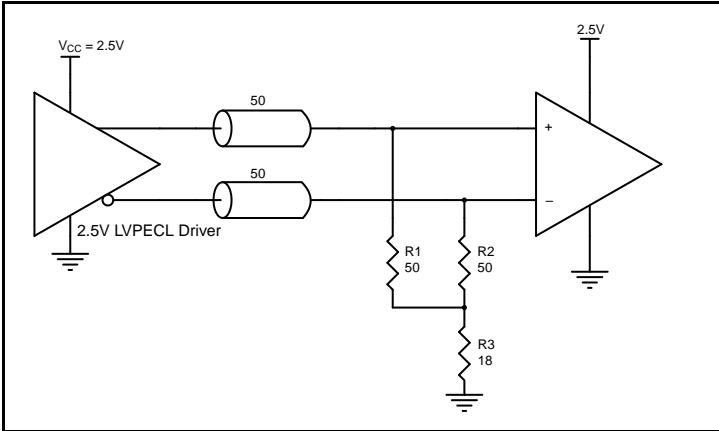 2.5V
V_CC = 2.5V
50
+
50
–
2.5V LVPECL Driver
R1
50
R2
50
R3
18